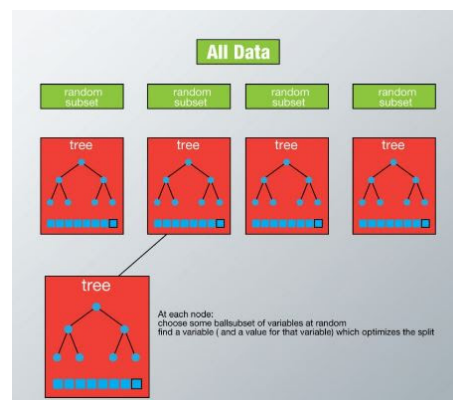 All Data
random
subset
random
subset
random
subset
random
subset
tree
tree
tree
tree
tree
At each node:
choose some ballsubset of variables at random
find a variable ( and a value for that variable) which optimizes the split